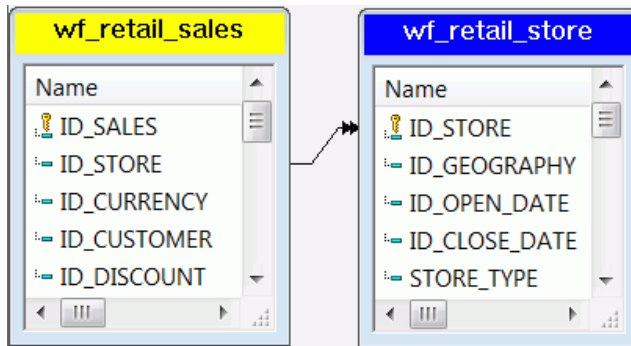 wf_retail_sales
Name
ID_SALES
ID_STORE
ID_CURRENCY
ID_CUSTOMER
ID_DISCOUNT
wf_retail_store
Name
ID_STORE
ID_GEOGRAPHY
ID_OPEN_DATE
ID_CLOSE_DATE
STORE_TYPE